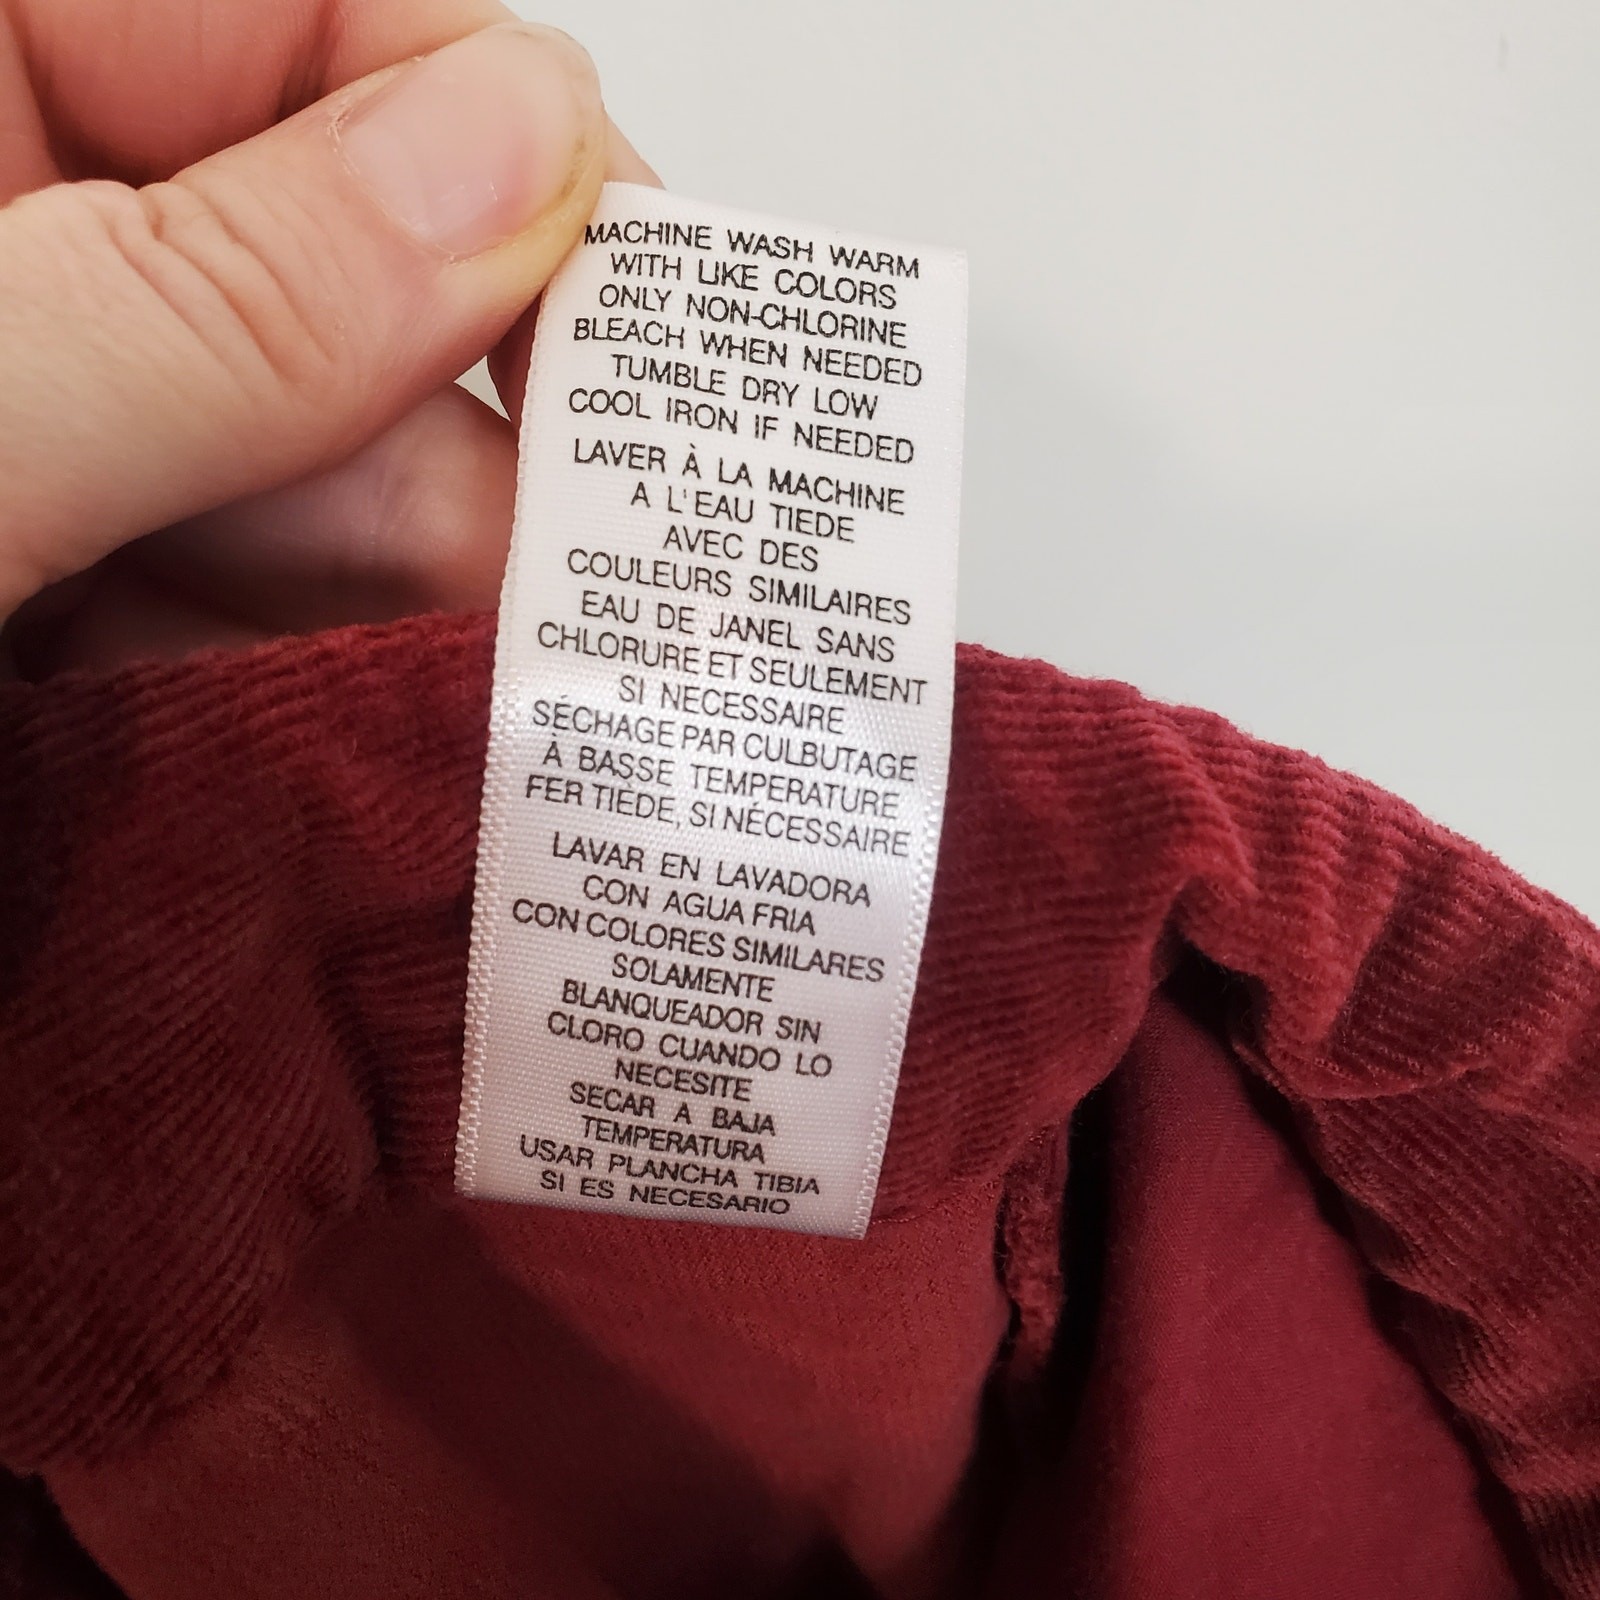 MACHINE WASH WARM
WITH LIKE COLORS
ONLY NON-CHLORINE
BLEACH WHEN NEEDED
TUMBLE DRY LOW
COOL IRON IF NEEDED
LAVER À LA MACHINE
A L'EAU TIEDE
AVEC DES
COULEURS SIMILAIRES
EAU DE JANEL SANS
CHLORURE ET SEULEMENT
SI NECESSAIRE
SÉCHAGE PAR CULBUTAGE
À BASSE TEMPERATURE
FER TIEDE, SI NÉCESSAIRE
LAVAR EN LAVADORA
CON AGUA FRIA
CON COLORES SIMILARES
SOLAMENTE
BLANQUEADOR SIN
CLORO CUANDO LO
NECESITE
SECAR A BAJA
TEMPERATURA
USAR PLANCHA TIBIA
SI ES NECESARIO